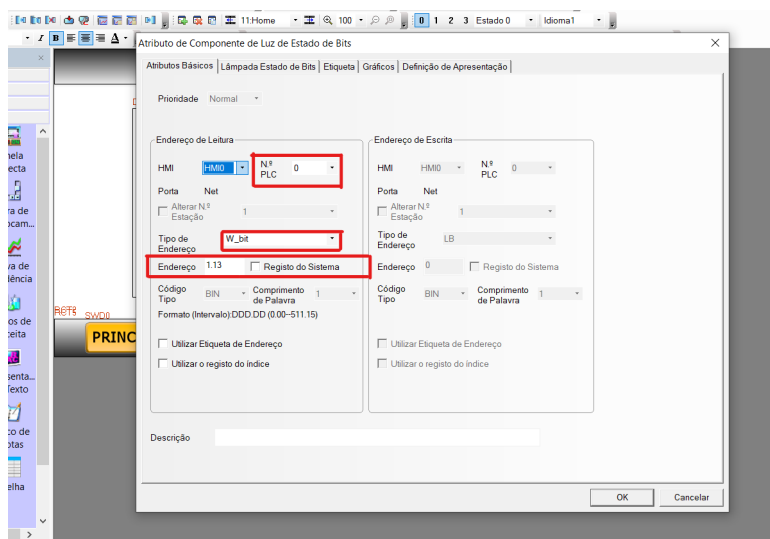 11:Home 100 0 1 2 3 Estado 0 Idioma1
I B A
Atributo de Componente de Luz de Estado de Bits
Atributos Básicos Lâmpada Estado de Bits Etiqueta Gráficos Definição de Apresentação
Prioridade Normal
Endereço de Leitura
HMI HMI0 N.º PLC 0
Porta Net
Alterar N.º Estação 1
Tipo de Endereço W_bit
Endereço 1.13 Registo do Sistema
Código Tipo BIN Comprimento de Palavra 1
Formato (Intervalo):DDD.DD (0.00~511.15)
Utilizar Etiqueta de Endereço
Utilizar o registo do índice
Endereço de Escrita
HMI HMI0 N.º PLC 0
Porta Net
Alterar N.º Estação 1
Tipo de Endereço LB
Endereço 0 Registo do Sistema
Código Tipo BIN Comprimento de Palavra 1
Utilizar Etiqueta de Endereço
Utilizar o registo do índice
Descrição
OK Cancelar
nela
ecta
ra de
ocam...
va de
lência
os de
ceita
senta...
Texto
co de
otas
elha
SWD0
PRINC